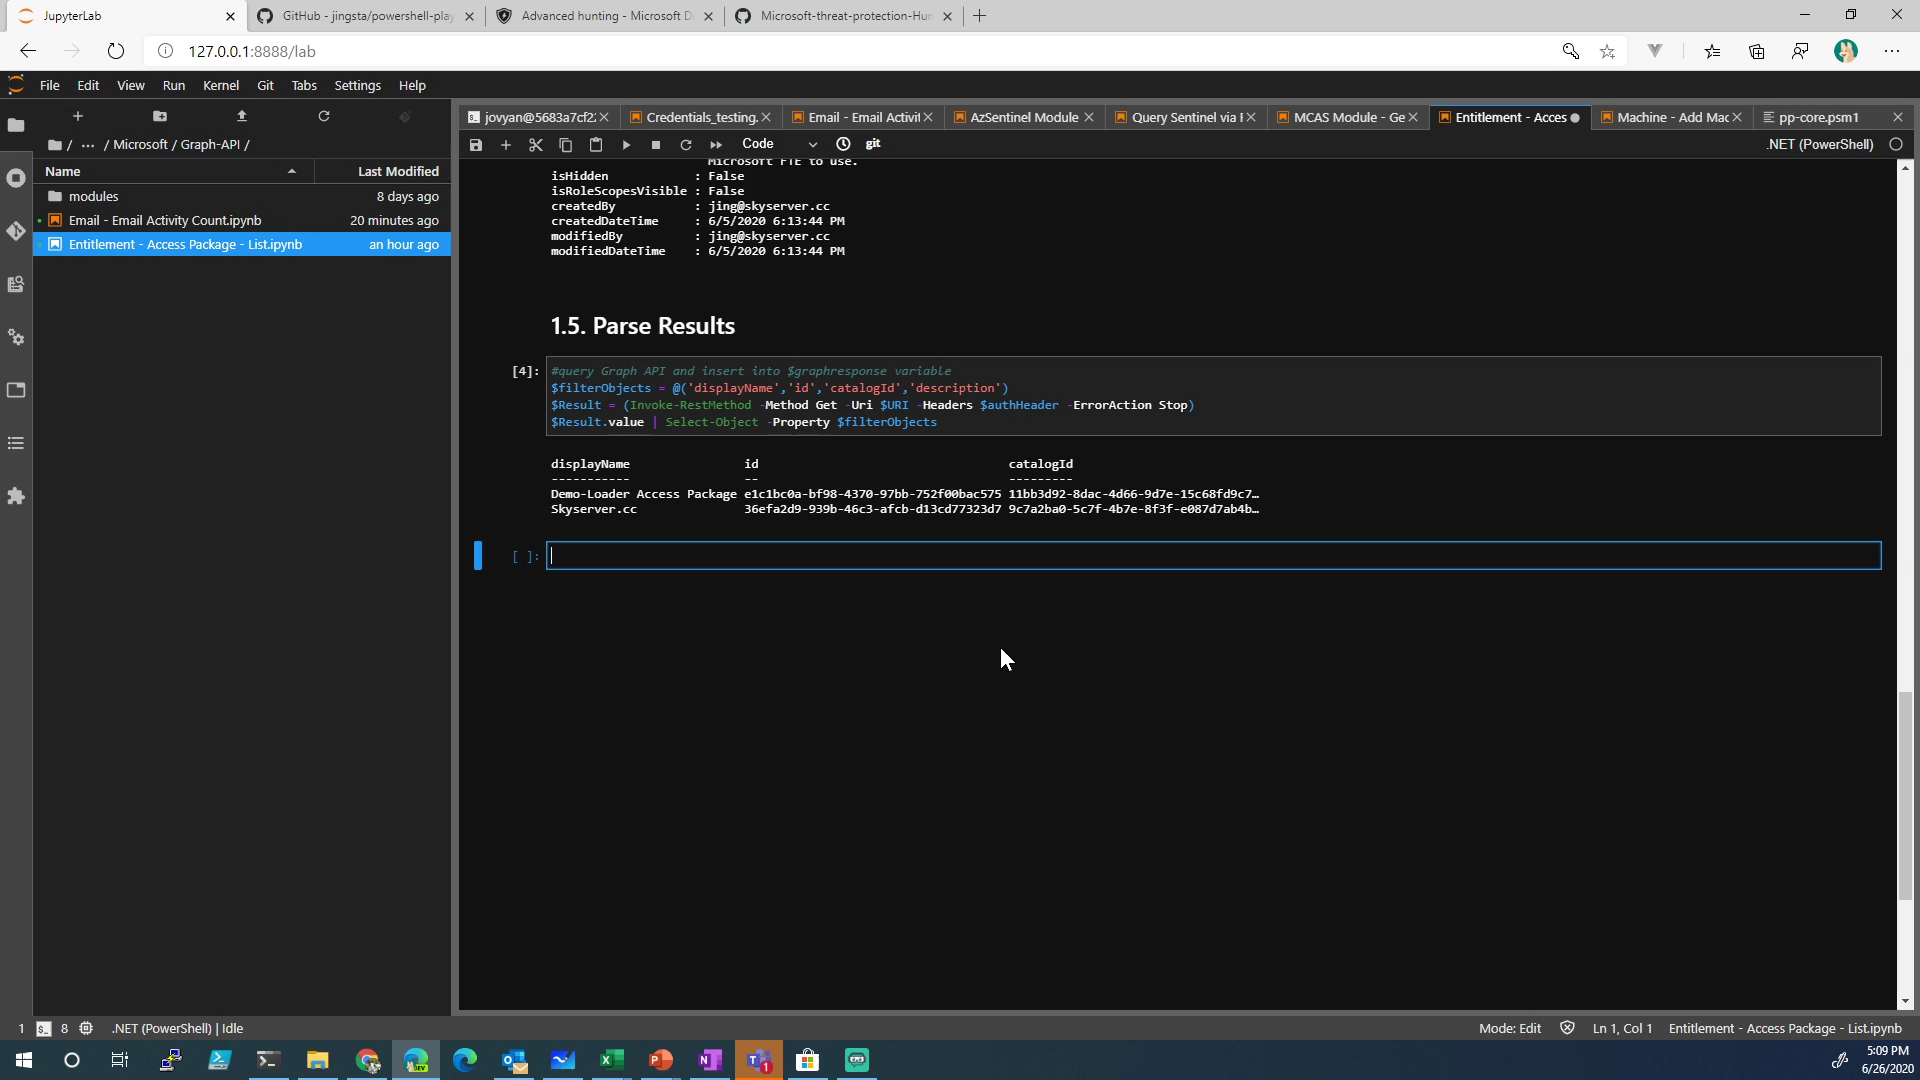 JupyterLab
GitHub - jingsta/powershell-play
Advanced hunting - Microsoft D
Microsoft-threat-protection-Hun
127.0.0.1:8888/lab
File Edit View Run Kernel Git Tabs Settings Help
jovyan@5683a7cf2
Credentials_testing.
Email - Email Activit
AzSentinel Module
Query Sentinel via
MCAS Module - Ge
Entitlement - Acces
Machine - Add Mac
pp-core.psm1
/ ··· / Microsoft / Graph-API /
Code
git
.NET (PowerShell)
Name Last Modified
modules 8 days ago
Email - Email Activity Count.ipynb 20 minutes ago
Entitlement - Access Package - List.ipynb an hour ago
Microsoft FTE to use.
isHidden : False
isRoleScopesVisible : False
createdBy : jing@skyserver.cc
createdDateTime : 6/5/2020 6:13:44 PM
modifiedBy : jing@skyserver.cc
modifiedDateTime : 6/5/2020 6:13:44 PM
1.5. Parse Results
[4]: #query Graph API and insert into $graphresponse variable
$filterObjects = @('displayName','id','catalogId','description')
$Result = (Invoke-RestMethod -Method Get -Uri $URI -Headers $authHeader -ErrorAction Stop)
$Result.value | Select-Object -Property $filterObjects
displayName id catalogId
----------- -- ---------
Demo-Loader Access Package e1c1bc0a-bf98-4370-97bb-752f00bac575 11bb3d92-8dac-4d66-9d7e-15c68fd9c7…
Skyserver.cc 36efa2d9-939b-46c3-afcb-d13cd77323d7 9c7a2ba0-5c7f-4b7e-8f3f-e087d7ab4b…
[ ]:
1 8 .NET (PowerShell) | Idle
Mode: Edit Ln 1, Col 1 Entitlement - Access Package - List.ipynb
5:09 PM
6/26/2020